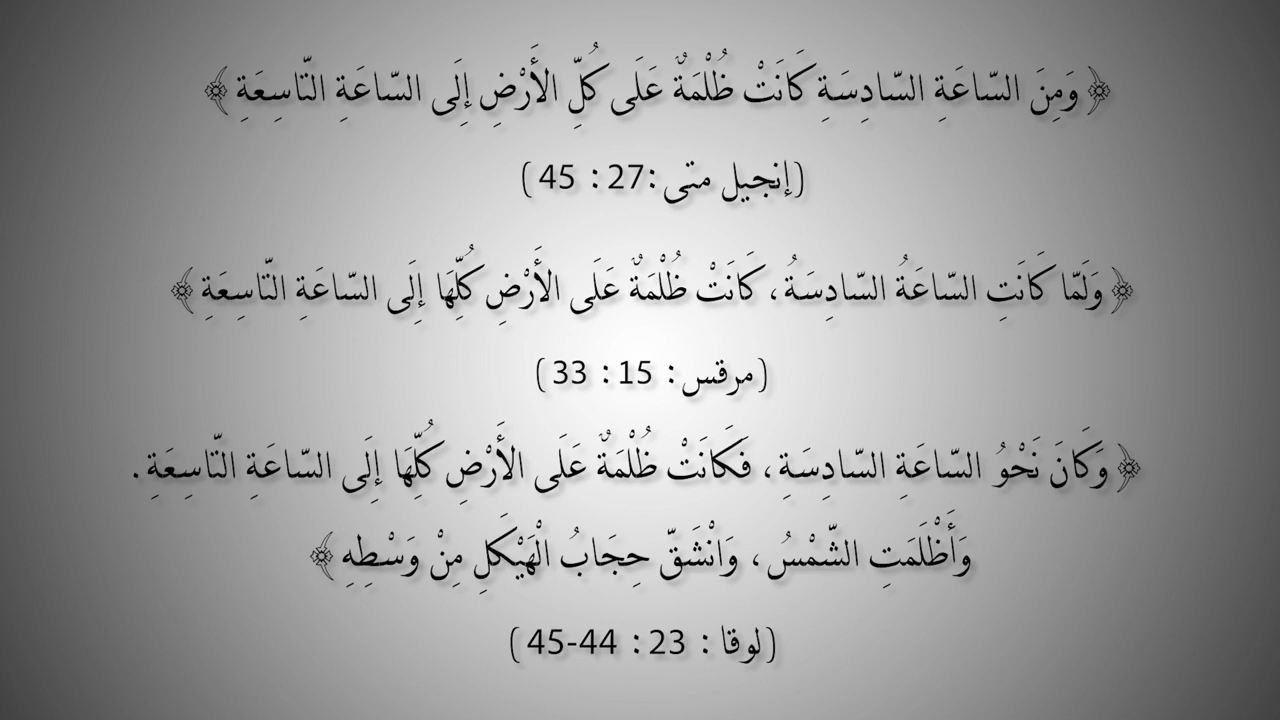 ﴿ وَمِنَ السَّاعَةِ السَّادِسَةِ كَانَتْ ظُلْمَةٌ عَلَى كُلِّ الأَرْضِ إِلَى السَّاعَةِ التَّاسِعَةِ ﴾
(إنجيل متى :27 : 45 )
﴿ وَلَمَّا كَانَتِ السَّاعَةُ السَّادِسَةُ، كَانَتْ ظُلْمَةٌ عَلَى الأَرْضِ كُلِّهَا إِلَى السَّاعَةِ التَّاسِعَةِ ﴾
(مرقس : 15 : 33 )
﴿ وَكَانَ نَحْوُ السَّاعَةِ السَّادِسَةِ، فَكَانَتْ ظُلْمَةٌ عَلَى الأَرْضِ كُلِّهَا إِلَى السَّاعَةِ التَّاسِعَةِ.
وَأَظْلَمَتِ الشَّمْسُ، وَانْشَقَّ حِجَابُ الْهَيْكَلِ مِنْ وَسْطِهِ ﴾
(لوقا : 23 : 44-45 )